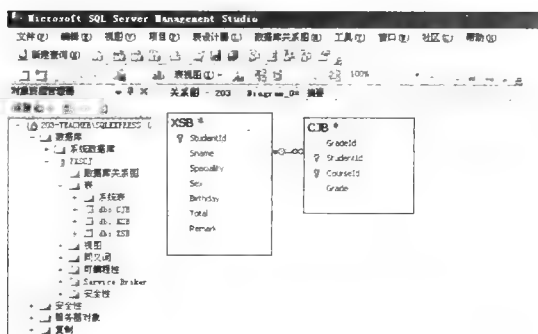 Microsoft SQL Server Management Studio
文件(F) 编辑(E) 视图(V) 项目(P) 表设计器(L) 数据库关系图(R) 工具(T) 窗口(W) 社区(C) 帮助(H)
新建查询(N)
表视图(I) 100%
对象资源管理器
关系图 - 203 Diagram_0* 摘要
203-TEACHER\SQLEXPRESS (
数据库
系统数据库
数据库关系图
表
系统表
dbo CJB
dbo KCB
dbo XSB
视图
同义词
可编程性
Service Broker
安全性
安全性
服务器对象
复制
XSB *
StudentId
Sname
Speciality
Sex
Birthday
Total
Remark
CJB *
GradeId
StudentId
CourseId
Grade